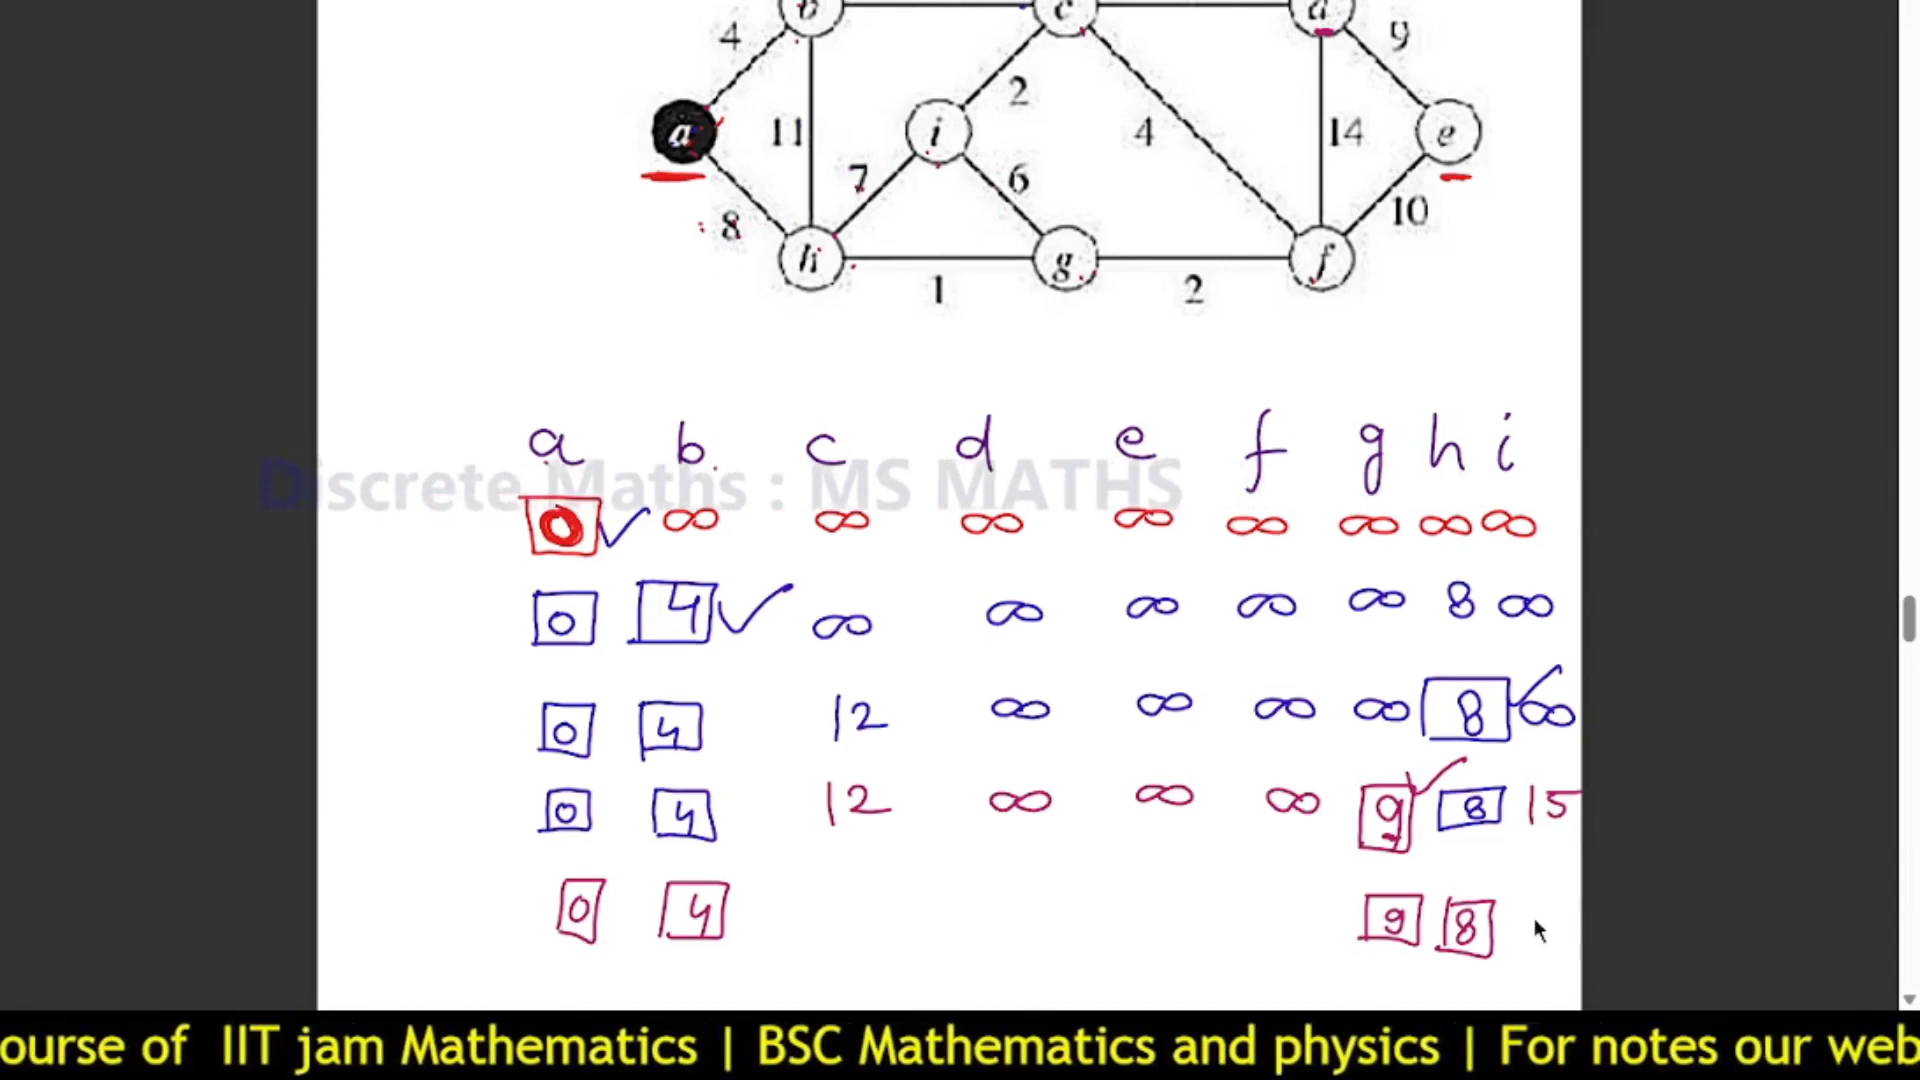 b c d
4 9
a 11 i 2 4 14 e
7 6
8 10
h g f
1 2
a b c d e f g h i
Discrete Maths : MS MATHS
0 ∞ ∞ ∞ ∞ ∞ ∞ ∞ ∞
0 4 ∞ ∞ ∞ ∞ ∞ 8 ∞
0 4 12 ∞ ∞ ∞ ∞ 8 ∞
0 4 12 ∞ ∞ ∞ 9 8 15
0 4 9 8
ourse of IIT jam Mathematics | BSC Mathematics and physics | For notes our web